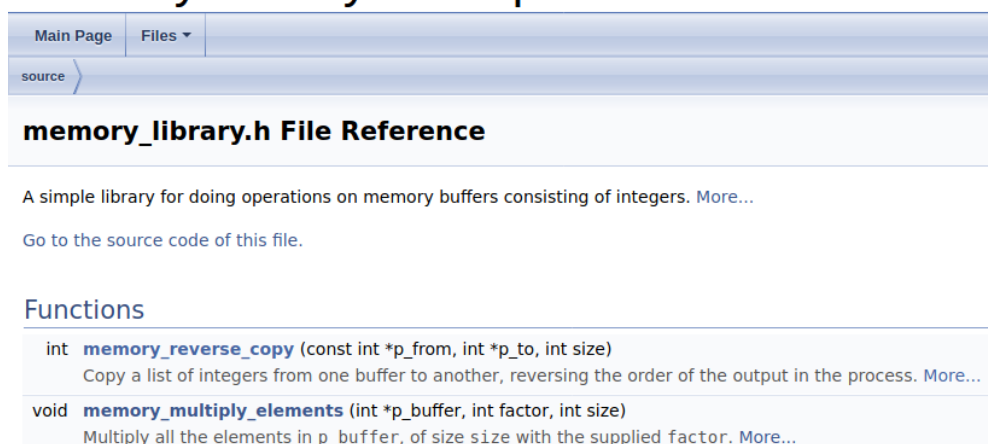 Main Page Files
source
memory_library.h File Reference
A simple library for doing operations on memory buffers consisting of integers. More...
Go to the source code of this file.
Functions
int memory_reverse_copy (const int *p_from, int *p_to, int size)
Copy a list of integers from one buffer to another, reversing the order of the output in the process. More...
void memory_multiply_elements (int *p_buffer, int factor, int size)
Multiply all the elements in p_buffer, of size size with the supplied factor. More...